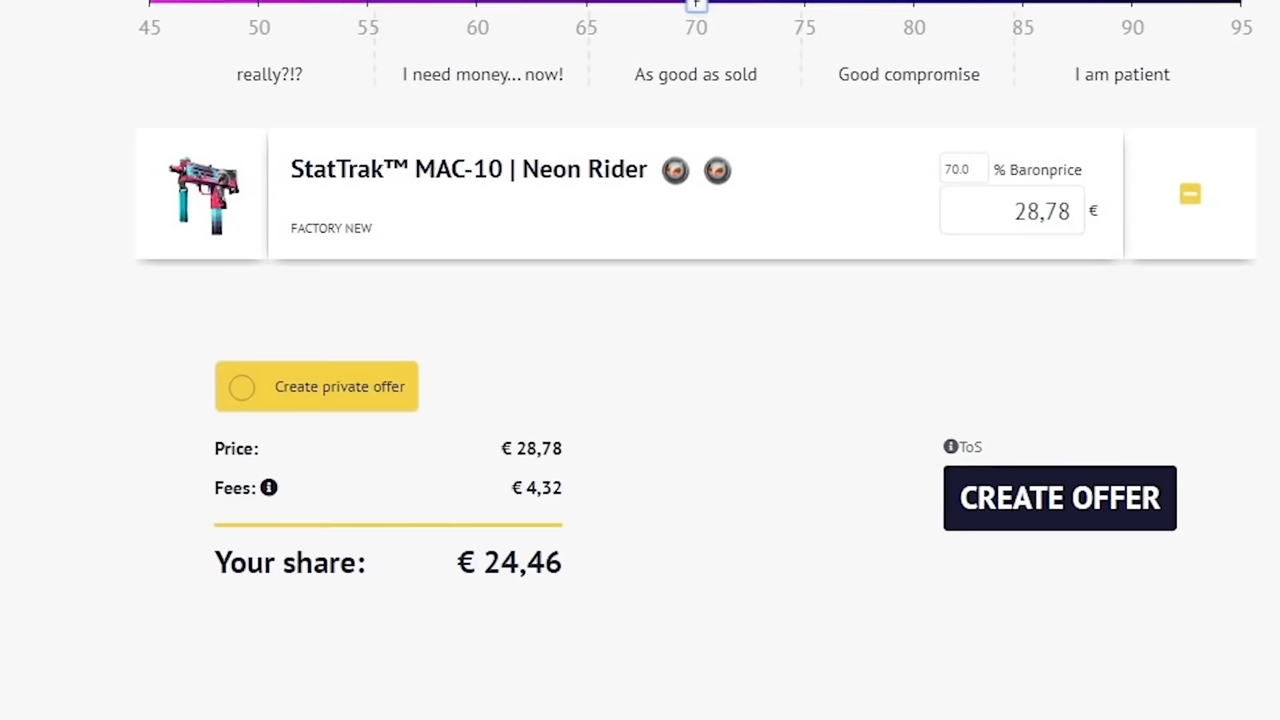 45 50 55 60 65 70 75 80 85 90 95
really?!? I need money... now! As good as sold Good compromise I am patient
StatTrak™ MAC-10 | Neon Rider
70.0 % Baronprice
28,78 €
FACTORY NEW
Create private offer
Price: € 28,78
ToS
Fees: € 4,32
CREATE OFFER
Your share: € 24,46